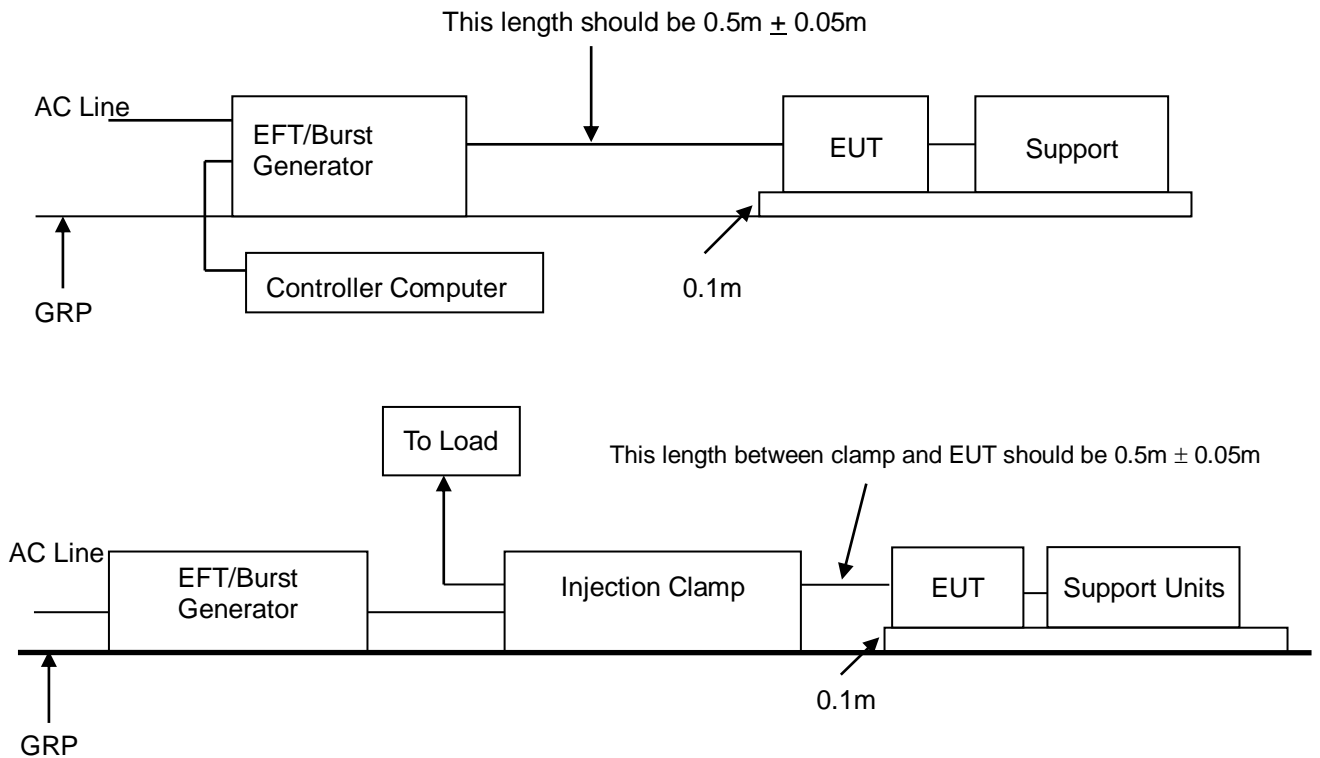 This length should be 0.5m ± 0.05m
AC Line
EFT/Burst
Generator
EUT
Support
Controller Computer
0.1m
GRP
To Load
This length between clamp and EUT should be 0.5m ± 0.05m
AC Line
EFT/Burst
Generator
Injection Clamp
EUT
Support Units
0.1m
GRP